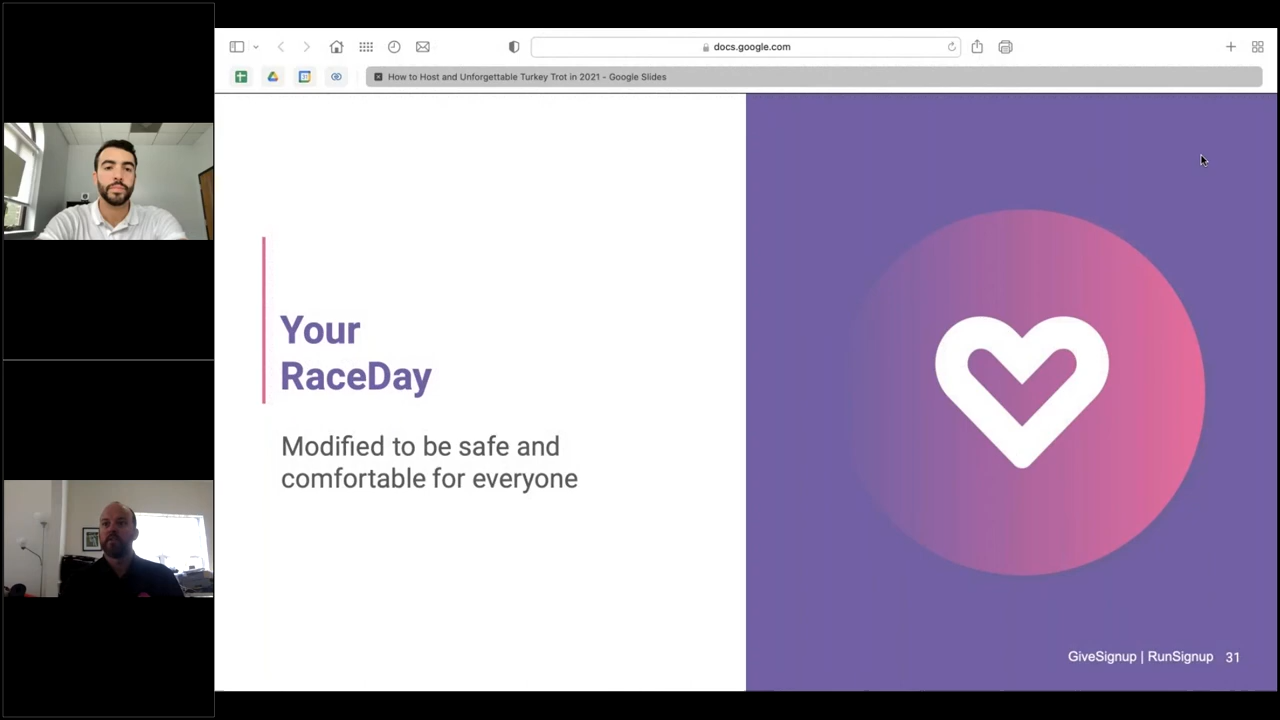 docs.google.com
How to Host and Unforgettable Turkey Trot in 2021 - Google Slides
Your
RaceDay
Modified to be safe and
comfortable for everyone
GiveSignup | RunSignup 31